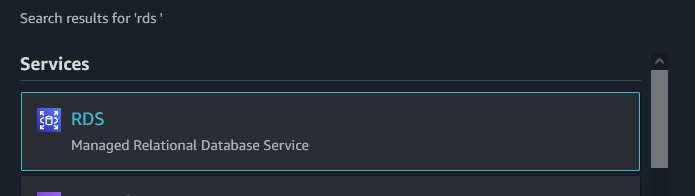 Search results for 'rds '
Services
RDS
Managed Relational Database Service